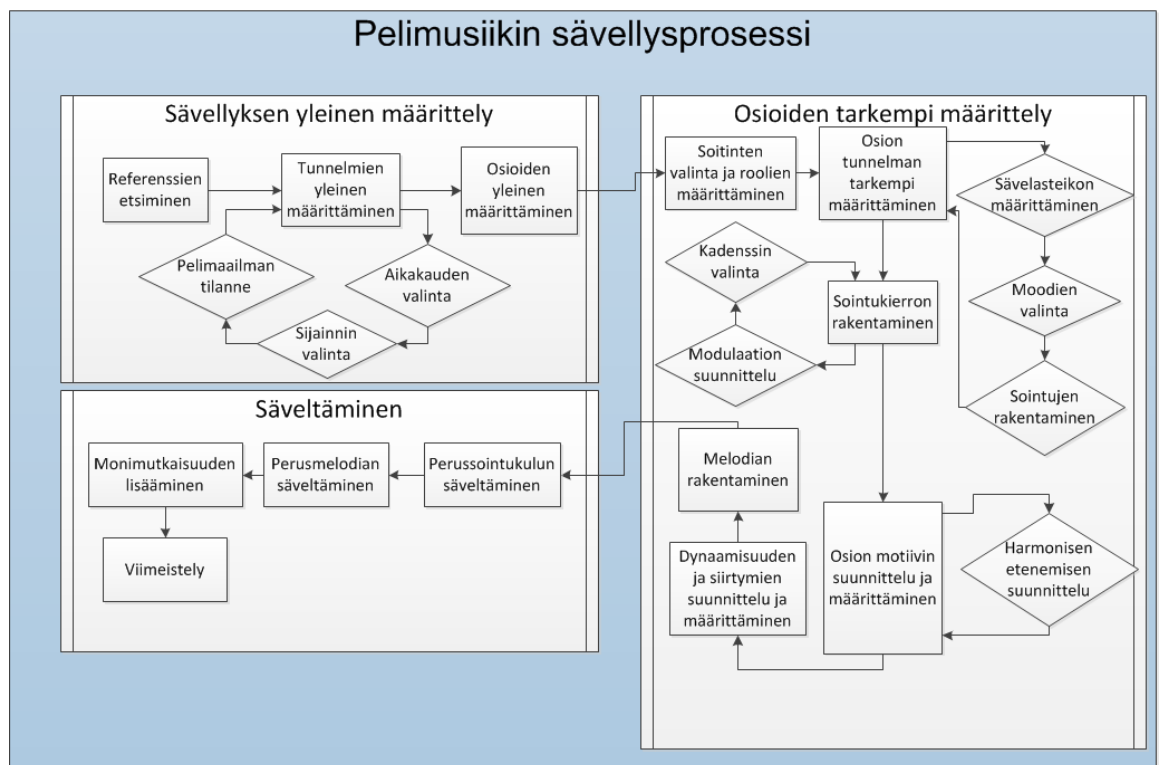 Pelimusiikin sävellysprosessi
Sävellyksen yleinen määrittely
Referenssien
etsiminen
Tunnelmien
yleinen
määrittäminen
Osioiden
yleinen
määrittäminen
Pelimaailman
tilanne
Aikakauden
valinta
Sijainnin
valinta
Osioiden tarkempi määrittely
Soitinten
valinta ja roolien
määrittäminen
Osion
tunnelman
tarkempi
määrittäminen
Sävelasteikon
määrittäminen
Kadenssin
valinta
Sointukierron
rakentaminen
Moodien
valinta
Modulaation
suunnittelu
Sointujen
rakentaminen
Melodian
rakentaminen
Dynaamisuuden
ja siirtymien
suunnittelu ja
määrittäminen
Osion motiivin
suunnittelu ja
määrittäminen
Harmonisen
etenemisen
suunnittelu
Säveltäminen
Monimutkaisuuden
lisääminen
Perusmelodian
säveltäminen
Perussointukulun
säveltäminen
Viimeistely